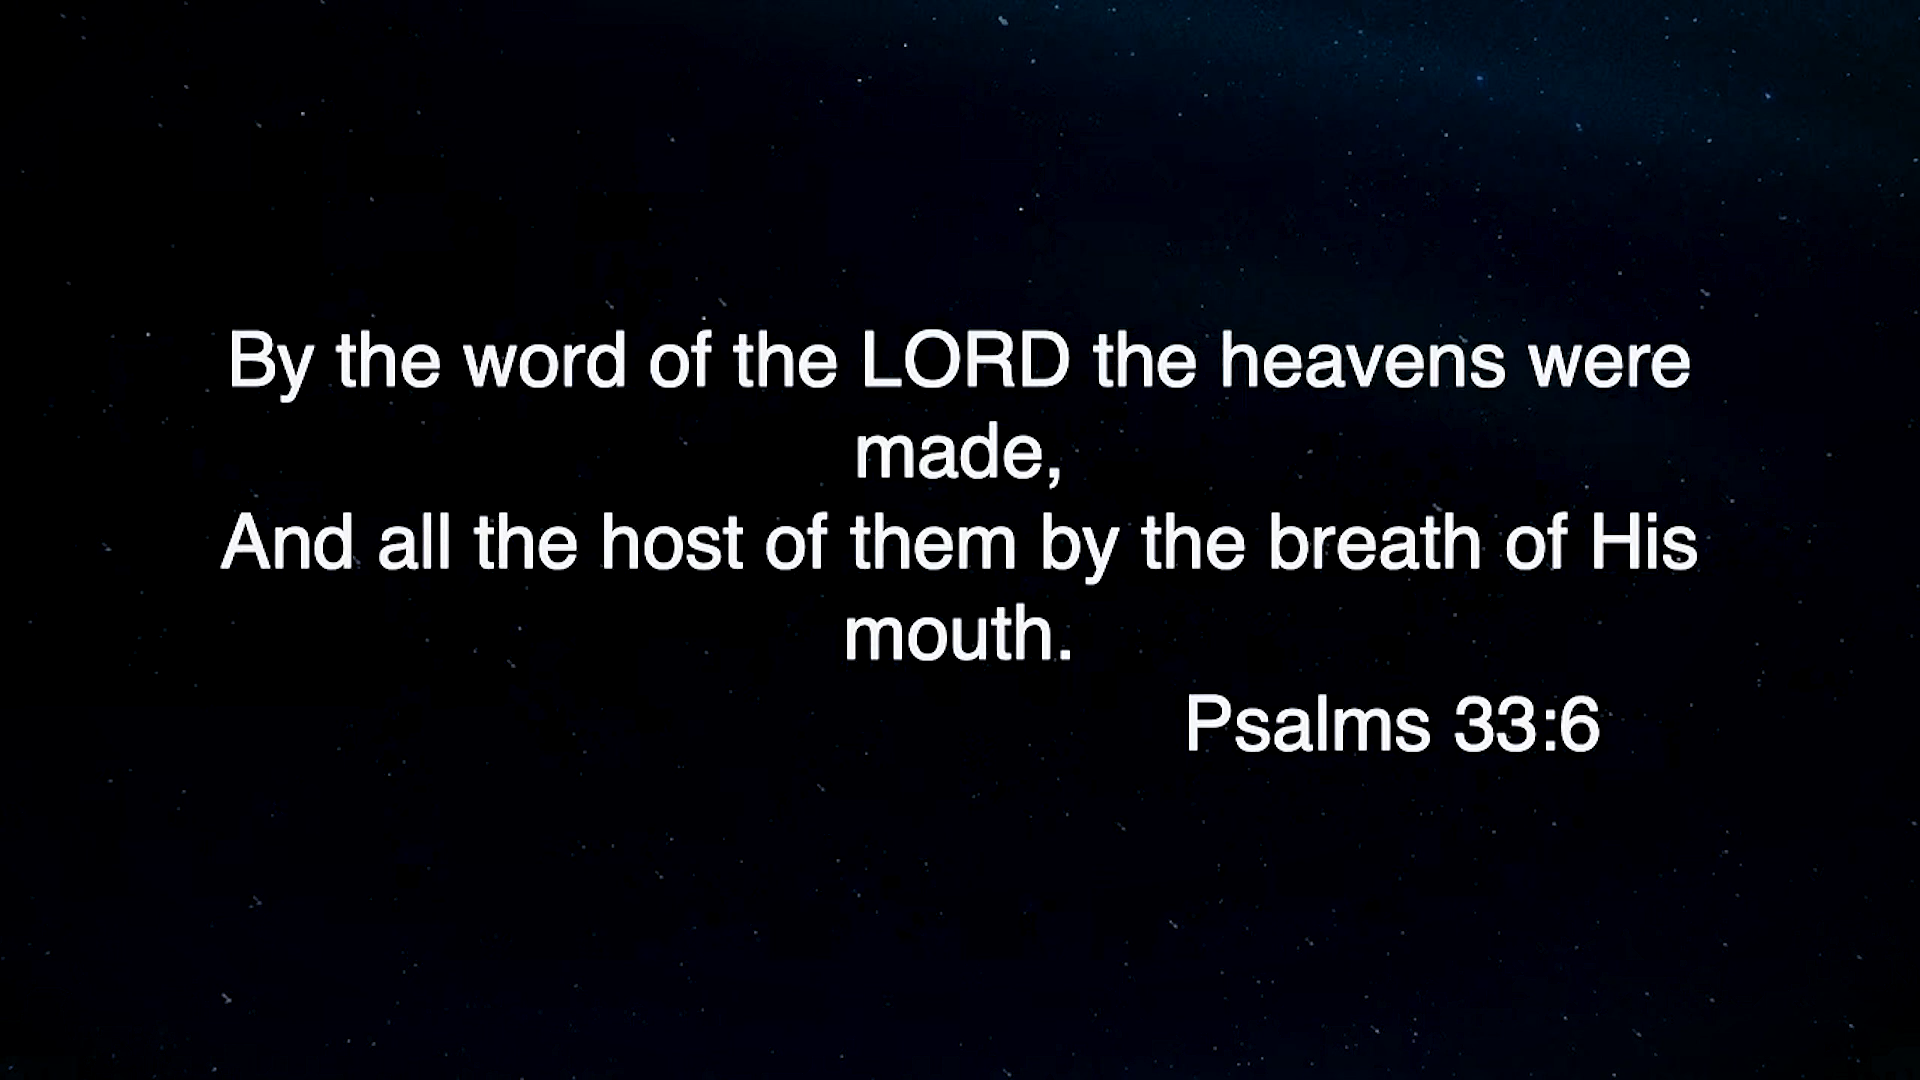 By the word of the LORD the heavens were
made,
And all the host of them by the breath of His
mouth.
Psalms 33:6